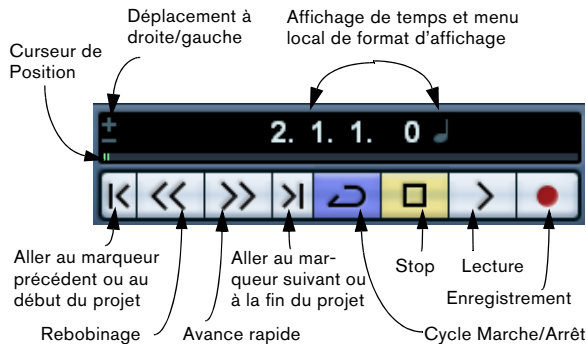 Déplacement à
droite/gauche
Affichage de temps et menu
local de format d'affichage
Curseur de
Position
2. 1. 1. 0
Aller au marqueur
précédent ou au
début du projet
Aller au mar-
queur suivant ou
à la fin du projet
Stop
Lecture
Enregistrement
Rebobinage
Avance rapide
Cycle Marche/Arrêt